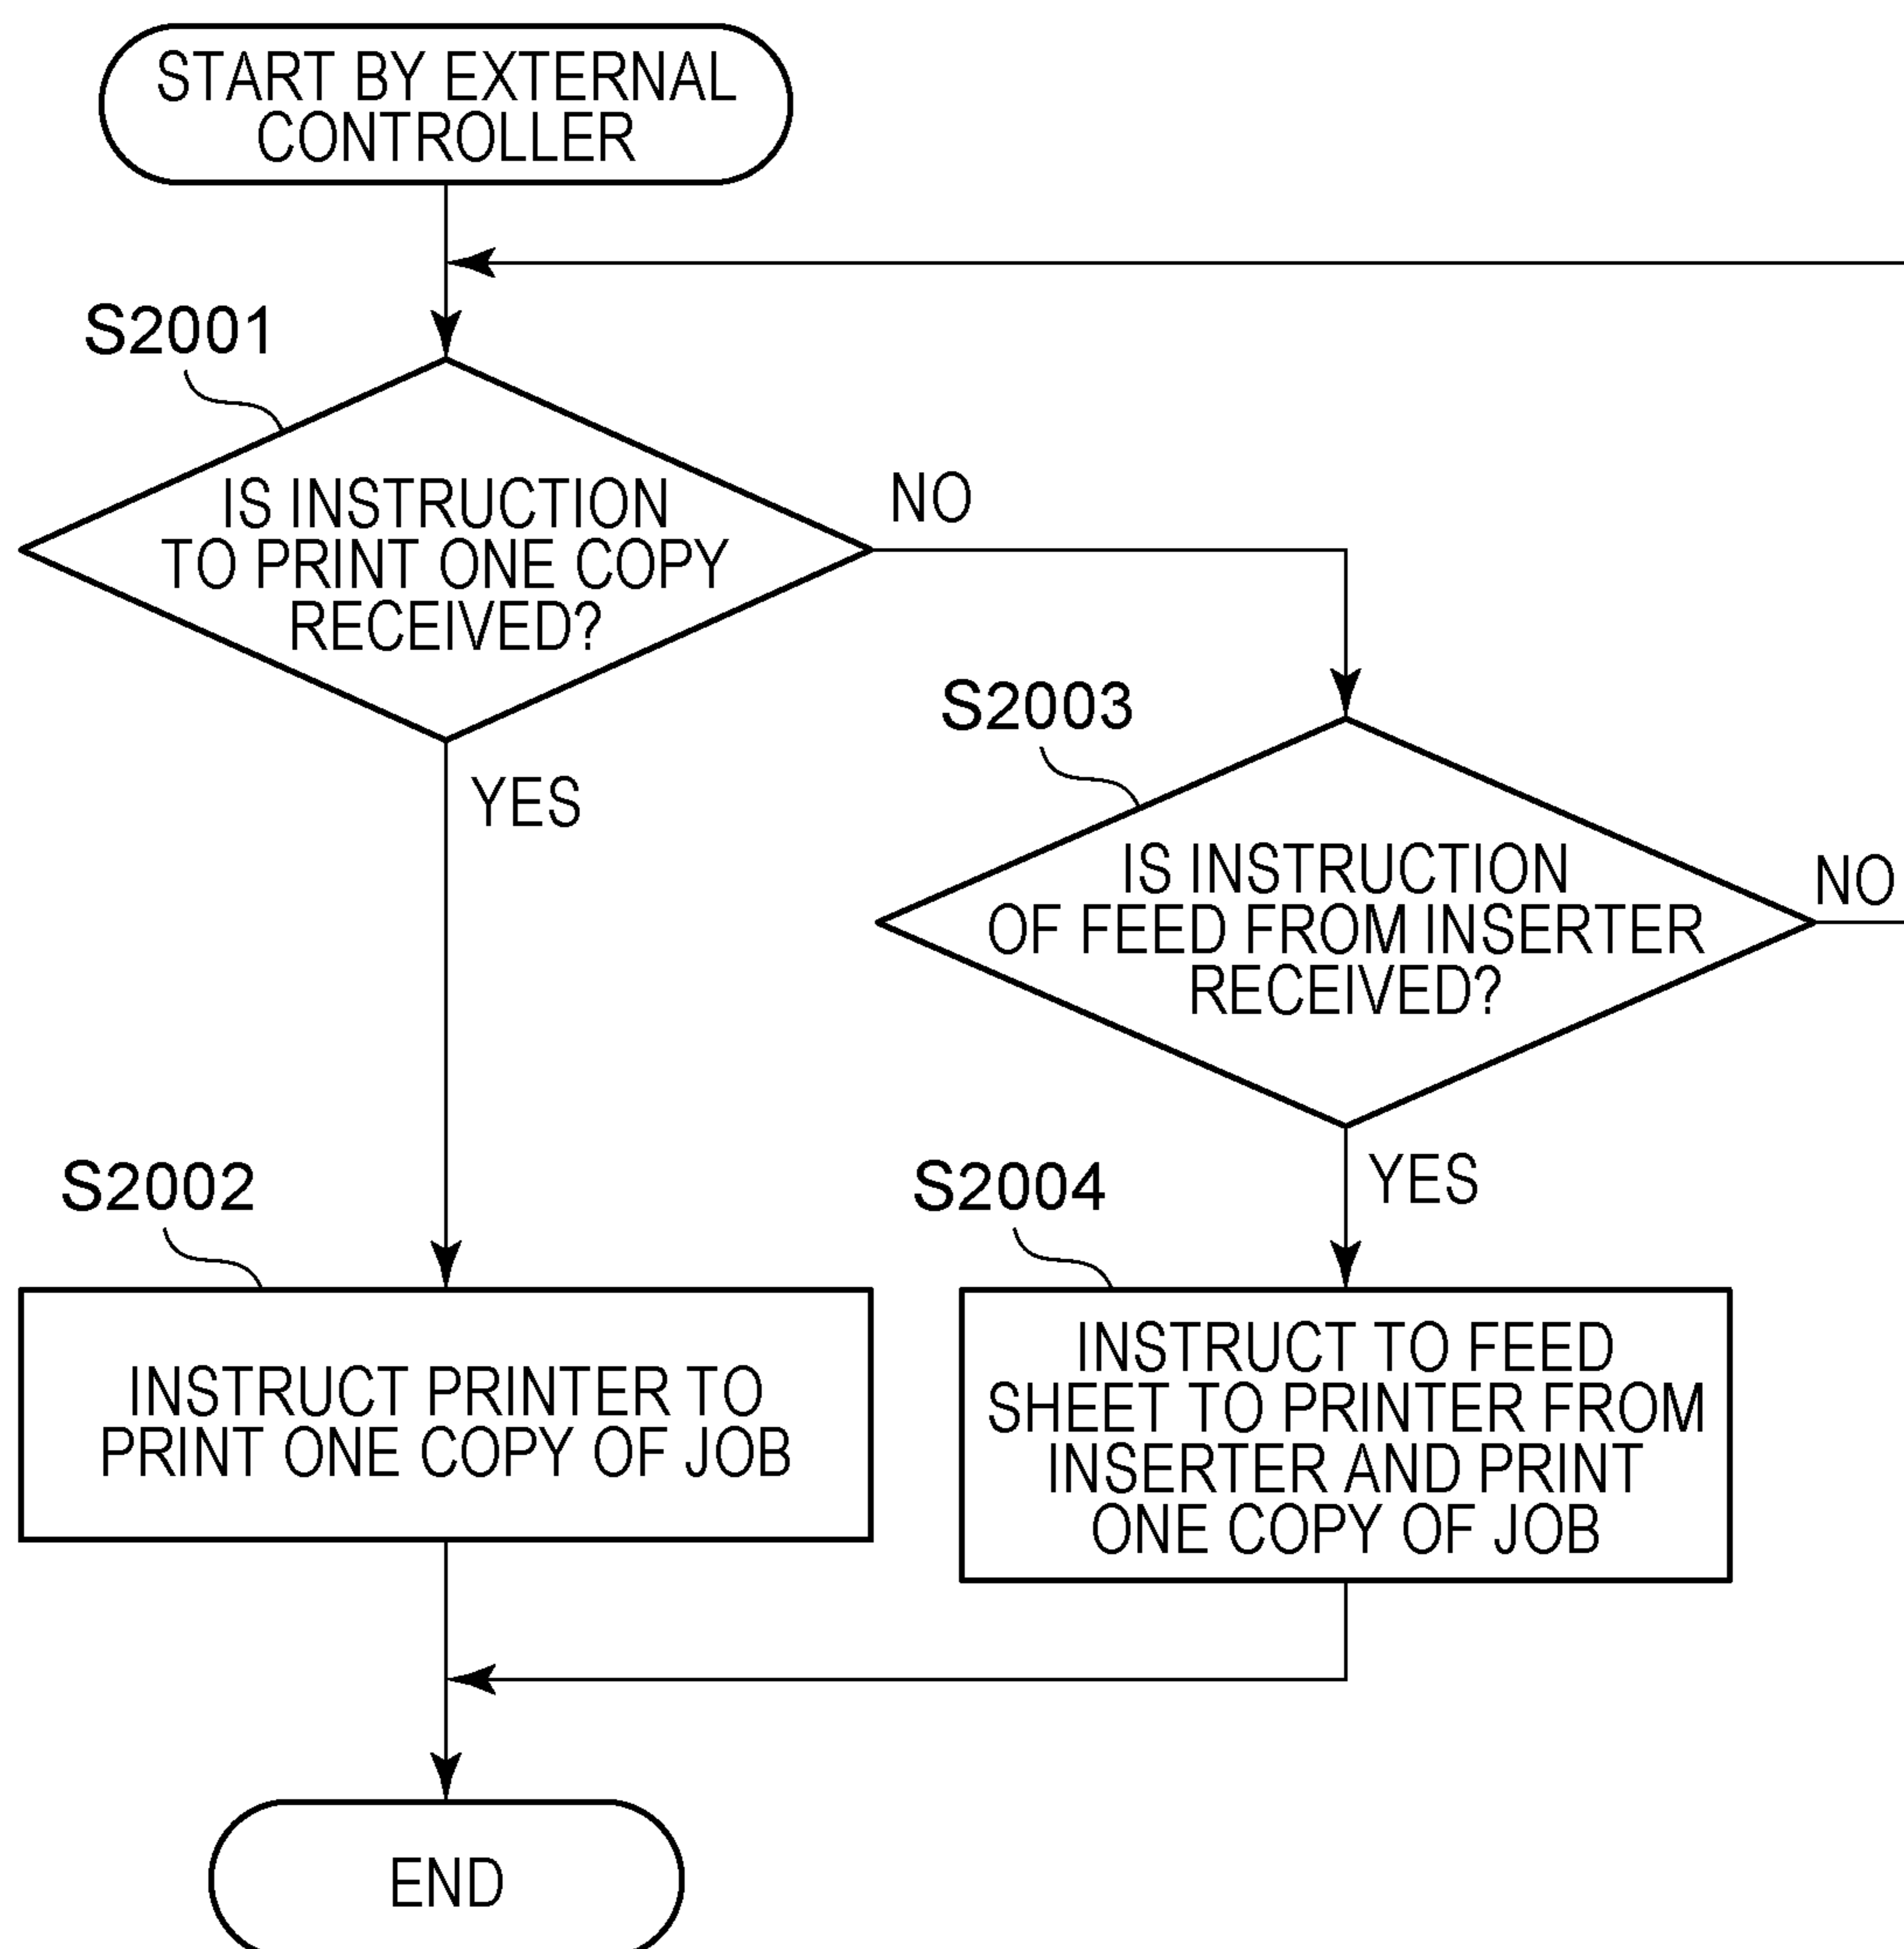 START BY EXTERNAL
CONTROLLER
S2001
IS INSTRUCTION
TO PRINT ONE COPY
RECEIVED?
NO
YES
S2003
IS INSTRUCTION
OF FEED FROM INSERTER
RECEIVED?
NO
YES
S2002
INSTRUCT PRINTER TO
PRINT ONE COPY OF JOB
S2004
INSTRUCT TO FEED
SHEET TO PRINTER FROM
INSERTER AND PRINT
ONE COPY OF JOB
END